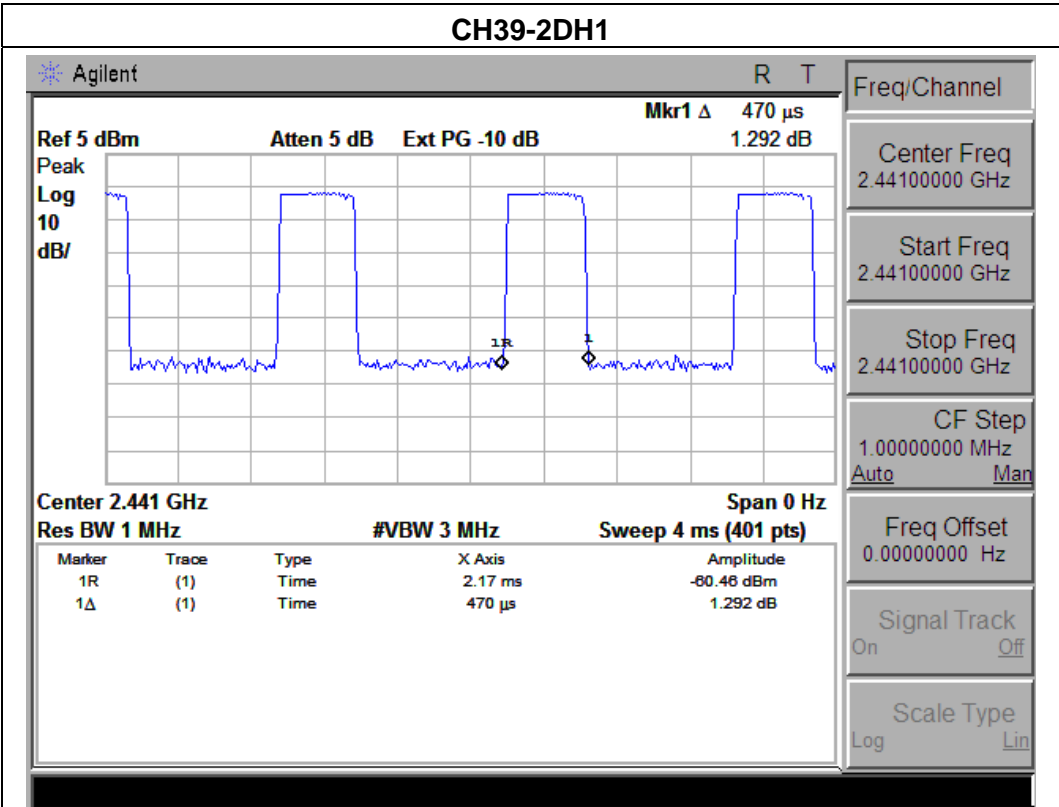 CH39-2DH1
Agilent R T
Mkr1 Δ 470 μs
Ref 5 dBm Atten 5 dB Ext PG -10 dB 1.292 dB
Peak
Log
10
dB/
1R 1
Center 2.441 GHz Span 0 Hz
Res BW 1 MHz #VBW 3 MHz Sweep 4 ms (401 pts)
Marker Trace Type X Axis Amplitude
1R (1) Time 2.17 ms -60.46 dBm
1Δ (1) Time 470 μs 1.292 dB
Freq/Channel
Center Freq
2.44100000 GHz
Start Freq
2.44100000 GHz
Stop Freq
2.44100000 GHz
CF Step
1.00000000 MHz
Auto Man
Freq Offset
0.00000000 Hz
Signal Track
On Off
Scale Type
Log Lin